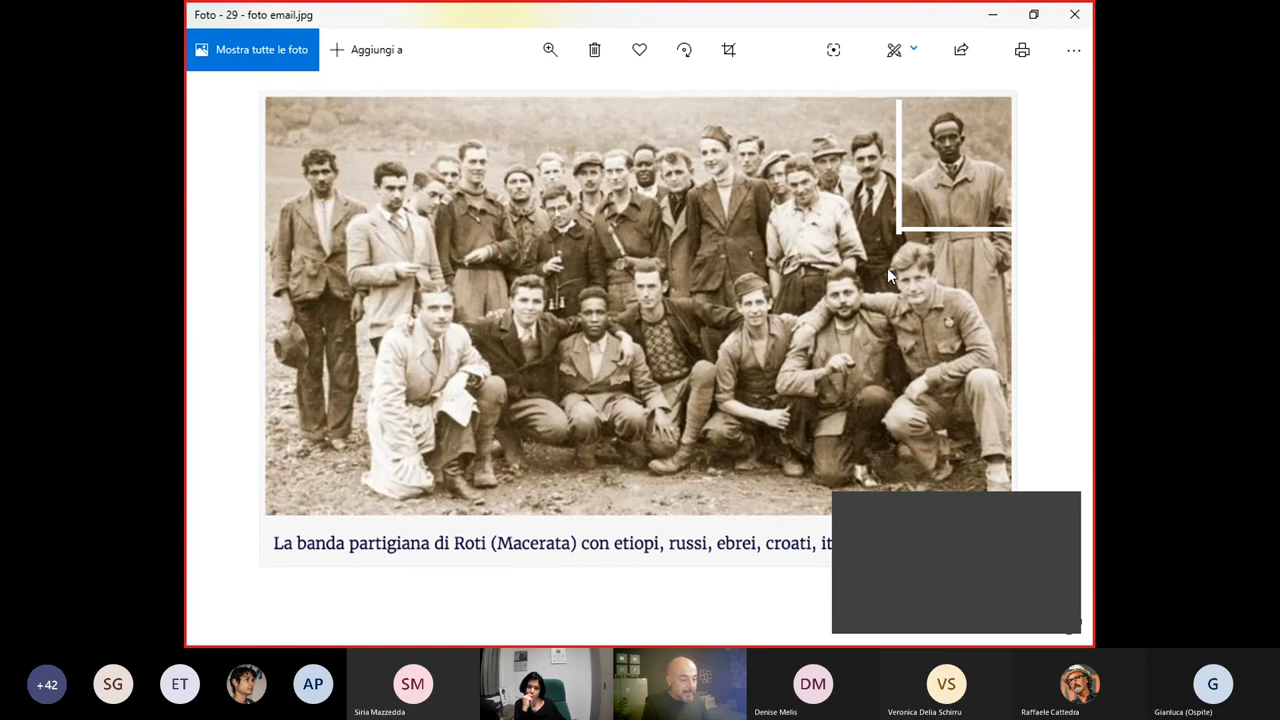 Foto - 29 - foto email.jpg
Mostra tutte le foto
Aggiungi a
La banda partigiana di Roti (Macerata) con etiopi, russi, ebrei, croati, it
+42
SG
ET
AP
SM
Siria Mazzedda
DM
Denise Melis
VS
Veronica Delia Schirru
Raffaele Cattedra
G
Gianluca (Ospite)